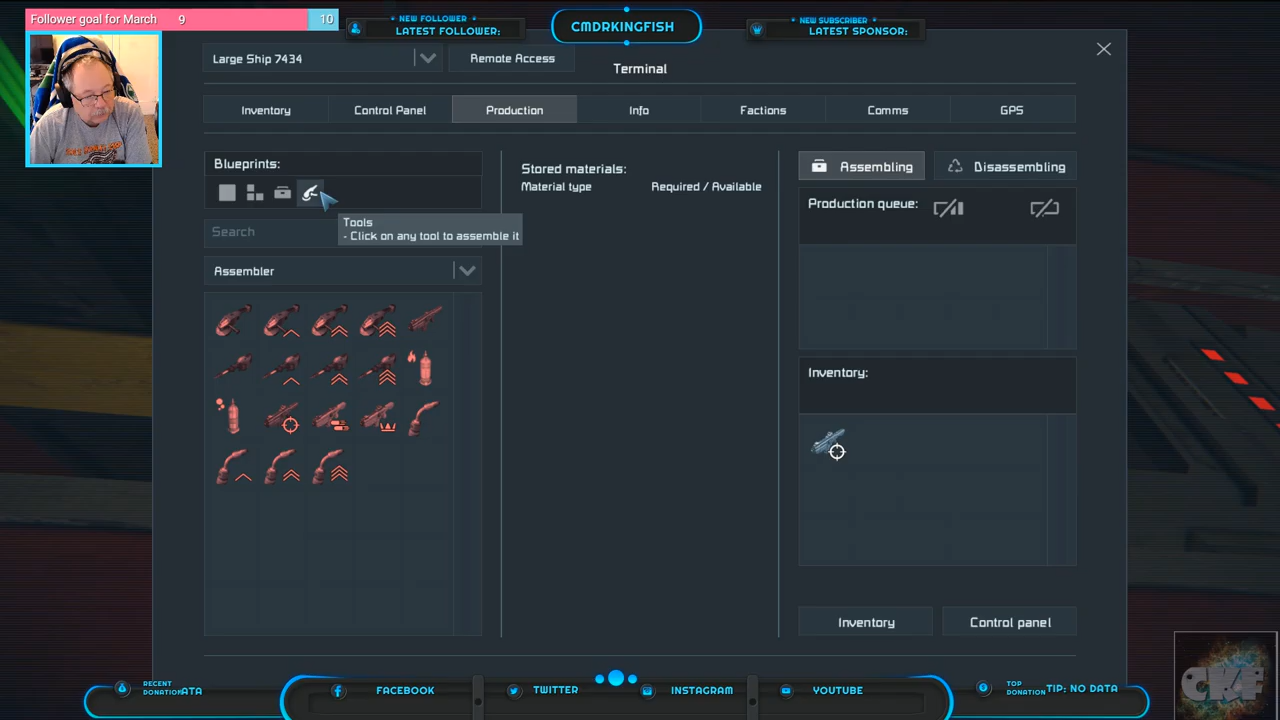 Follower goal for March 9 10
NEW FOLLOWER
LATEST FOLLOWER:
CMDRKINGFISH
NEW SUBSCRIBER
LATEST SPONSOR:
Large Ship 7434
Remote Access
Terminal
Inventory
Control Panel
Production
Info
Factions
Comms
GPS
Blueprints:
Tools
- Click on any tool to assemble it
Search
Assembler
Stored materials:
Material type Required / Available
Assembling
Disassembling
Production queue:
Inventory:
Inventory
Control panel
RECENT
DONATION
ATA
FACEBOOK
TWITTER
INSTAGRAM
YOUTUBE
TOP
DONATION
TIP: NO DATA
CKF